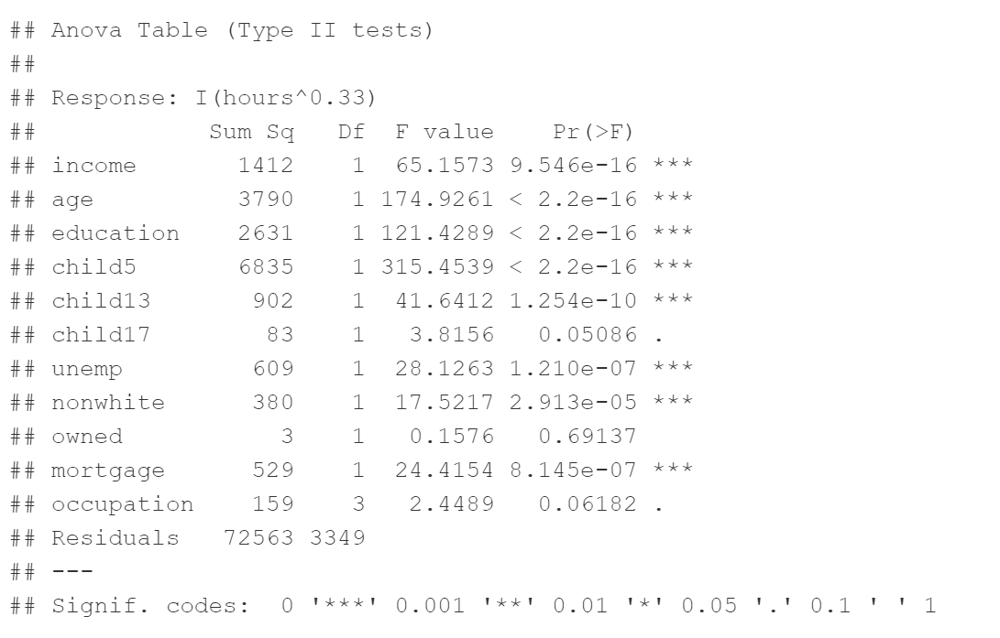 ## Anova Table (Type II tests)
##
## Response: I(hours^0.33)
##            Sum Sq   Df  F value    Pr(>F)
## income       1412    1  65.1573 9.546e-16 ***
## age          3790    1 174.9261 < 2.2e-16 ***
## education    2631    1 121.4289 < 2.2e-16 ***
## child5       6835    1 315.4539 < 2.2e-16 ***
## child13       902    1  41.6412 1.254e-10 ***
## child17        83    1   3.8156   0.05086 .
## unemp         609    1  28.1263 1.210e-07 ***
## nonwhite      380    1  17.5217 2.913e-05 ***
## owned           3    1   0.1576   0.69137
## mortgage      529    1  24.4154 8.145e-07 ***
## occupation    159    3   2.4489   0.06182 .
## Residuals   72563 3349
## ---
## Signif. codes:  0 '***' 0.001 '**' 0.01 '*' 0.05 '.' 0.1 ' ' 1